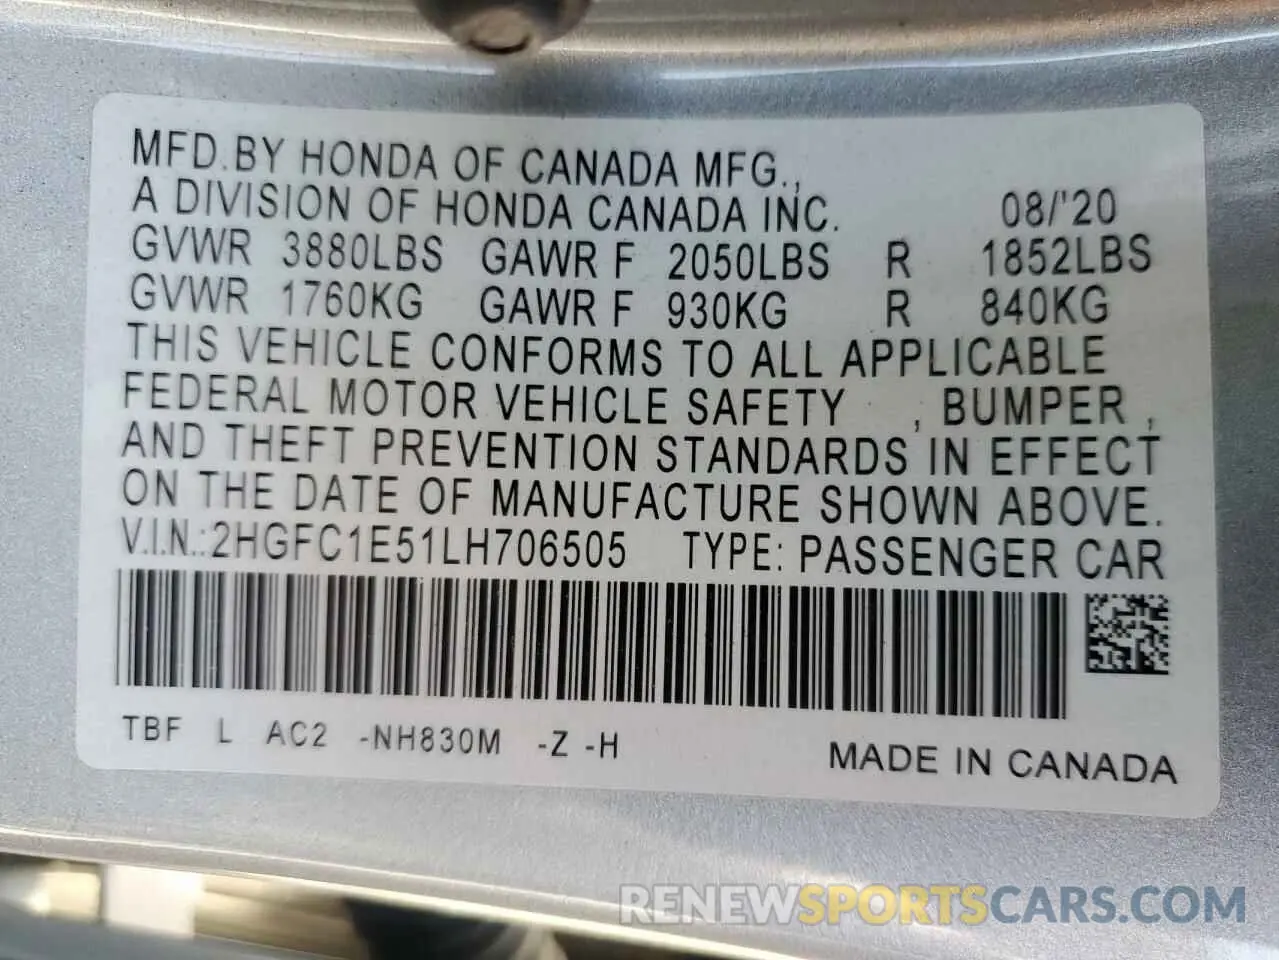 MFD.BY HONDA OF CANADA MFG.,
A DIVISION OF HONDA CANADA INC. 08/'20
GVWR 3880LBS GAWR F 2050LBS R 1852LBS
GVWR 1760KG GAWR F 930KG R 840KG
THIS VEHICLE CONFORMS TO ALL APPLICABLE
FEDERAL MOTOR VEHICLE SAFETY , BUMPER ,
AND THEFT PREVENTION STANDARDS IN EFFECT
ON THE DATE OF MANUFACTURE SHOWN ABOVE.
V.I.N.:2HGFC1E51LH706505 TYPE: PASSENGER CAR
TBF L AC2 -NH830M -Z -H
MADE IN CANADA
RENEWSPORTSCARS.COM